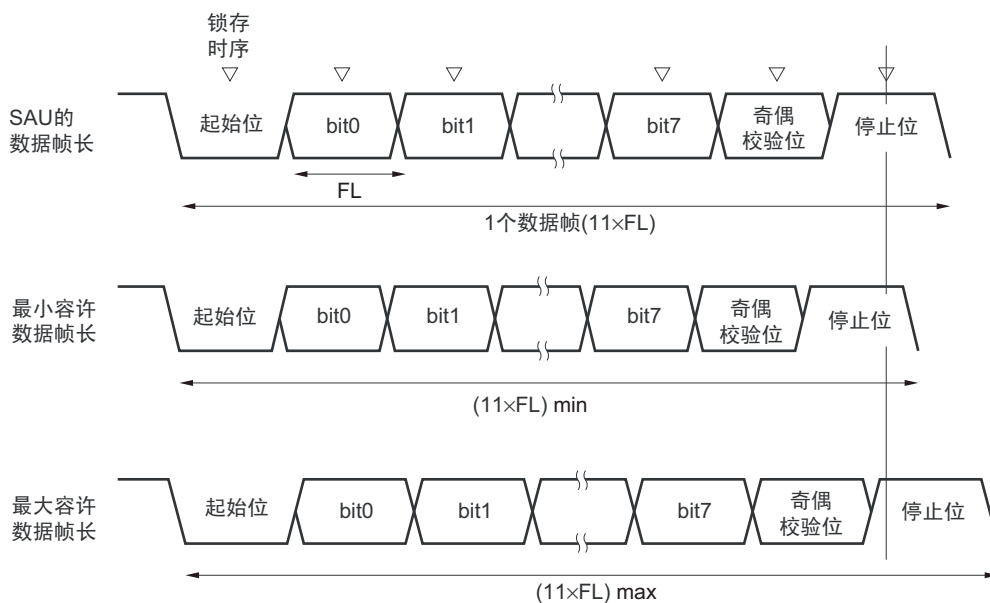 锁存
时序
SAU的
数据帧长
起始位
bit0
bit1
bit7
奇偶
校验位
停止位
FL
1个数据帧(11×FL)
最小容许
数据帧长
起始位
bit0
bit1
bit7
奇偶
校验位
停止位
(11×FL) min
最大容许
数据帧长
起始位
bit0
bit1
bit7
奇偶
校验位
停止位
(11×FL) max